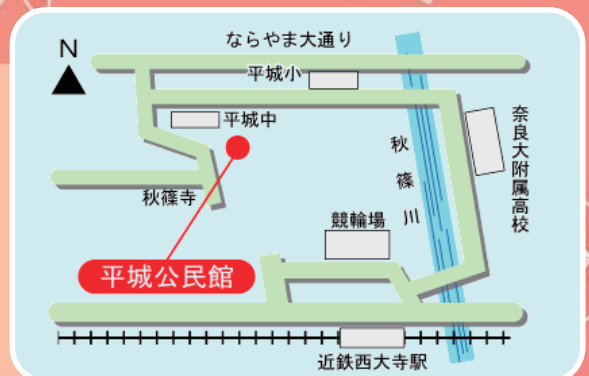 N
ならやま大通り
平城小
平城中
奈良大附属高校
秋篠川
秋篠寺
競輪場
平城公民館
近鉄西大寺駅